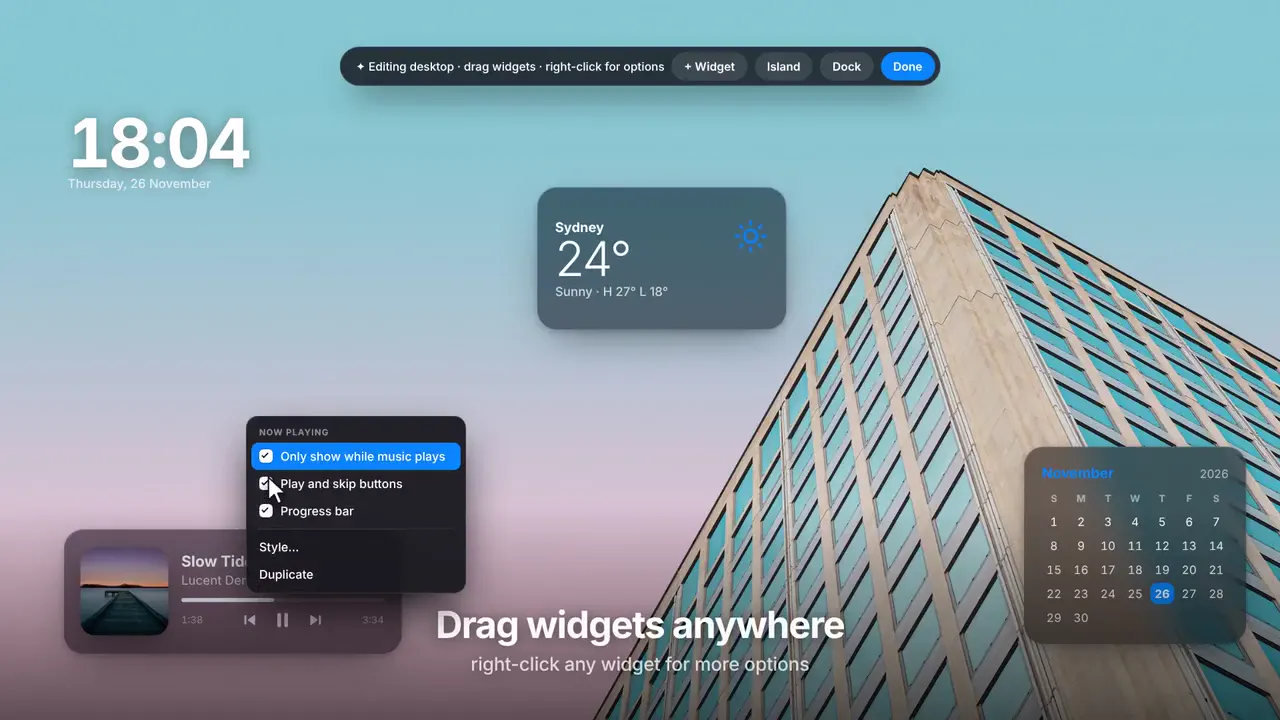 ✦ Editing desktop · drag widgets · right-click for options + Widget Island Dock Done
18:04
Thursday, 26 November
Sydney
24°
Sunny · H 27° L 18°
NOW PLAYING
Only show while music plays
Play and skip buttons
Progress bar
Style...
Duplicate
Slow
Lucent
1:38 3:34
Drag widgets anywhere
right-click any widget for more options
November 2026
S M T W T F S
1 2 3 4 5 6 7
8 9 10 11 12 13 14
15 16 17 18 19 20 21
22 23 24 25 26 27 28
29 30